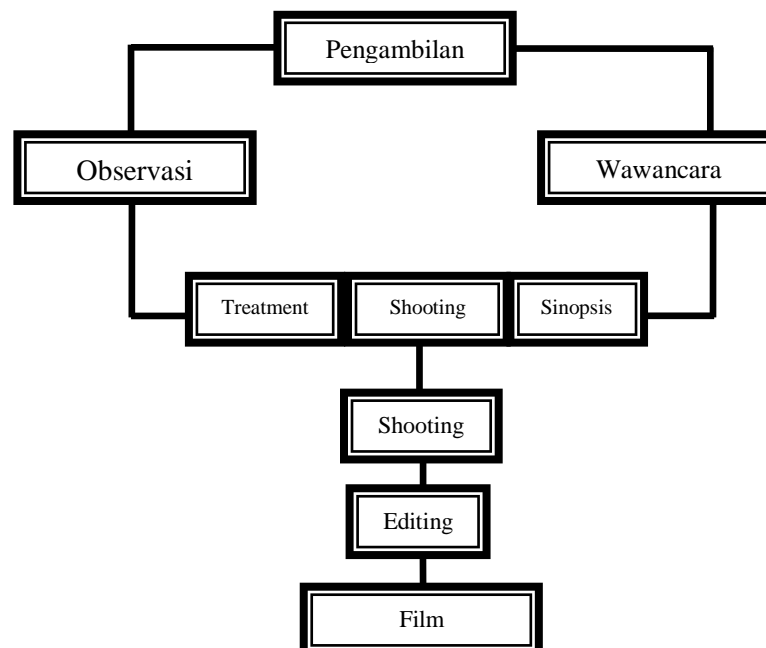 Pengambilan
Observasi
Wawancara
Treatment
Shooting
Sinopsis
Shooting
Editing
Film